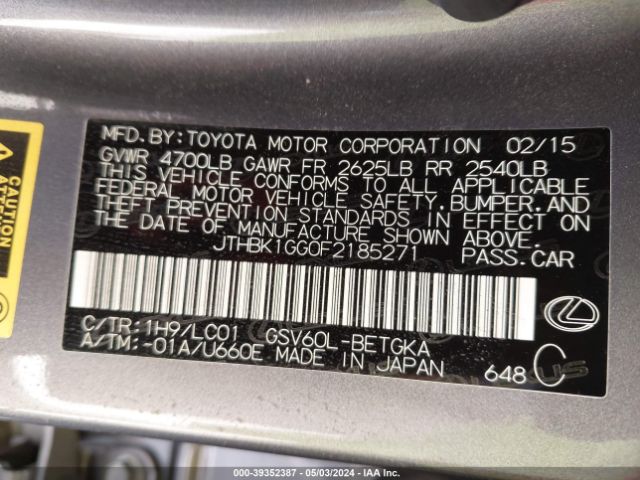 MFD.BY:TOYOTA MOTOR CORPORATION 02/15
GVWR 4700LB GAWR FR 2625LB RR 2540LB
THIS VEHICLE CONFORMS TO ALL APPLICABLE
FEDERAL MOTOR VEHICLE SAFETY,BUMPER,AND
THEFT PREVENTION STANDARDS IN EFFECT ON
THE DATE OF MANUFACTURE SHOWN ABOVE.
JTHBK1GG0F2185271 PASS.CAR
C/TR:1H9/LC01 GSV60L-BETGKA
A/TM:-01A/U660E MADE IN JAPAN 648 C
CAUTION
000-39352387 - 05/03/2024 - IAA Inc.